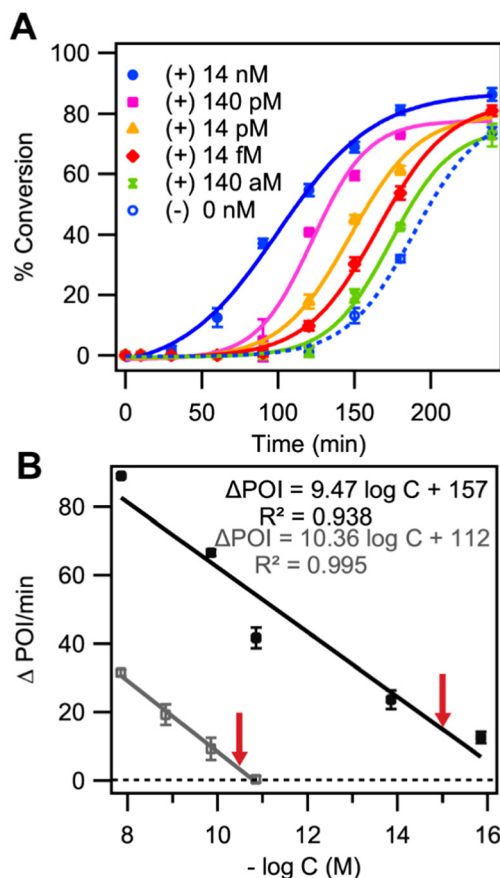 A
100
80
60
40
20
0
% Conversion
(+) 14 nM
(+) 140 pM
(+) 14 pM
(+) 14 fM
(+) 140 aM
(-) 0 nM
0
50
100
150
200
Time (min)
B
80
60
40
20
0
Δ POI/min
ΔPOI = 9.47 log C + 157
R² = 0.938
ΔPOI = 10.36 log C + 112
R² = 0.995
8
10
12
14
16
- log C (M)